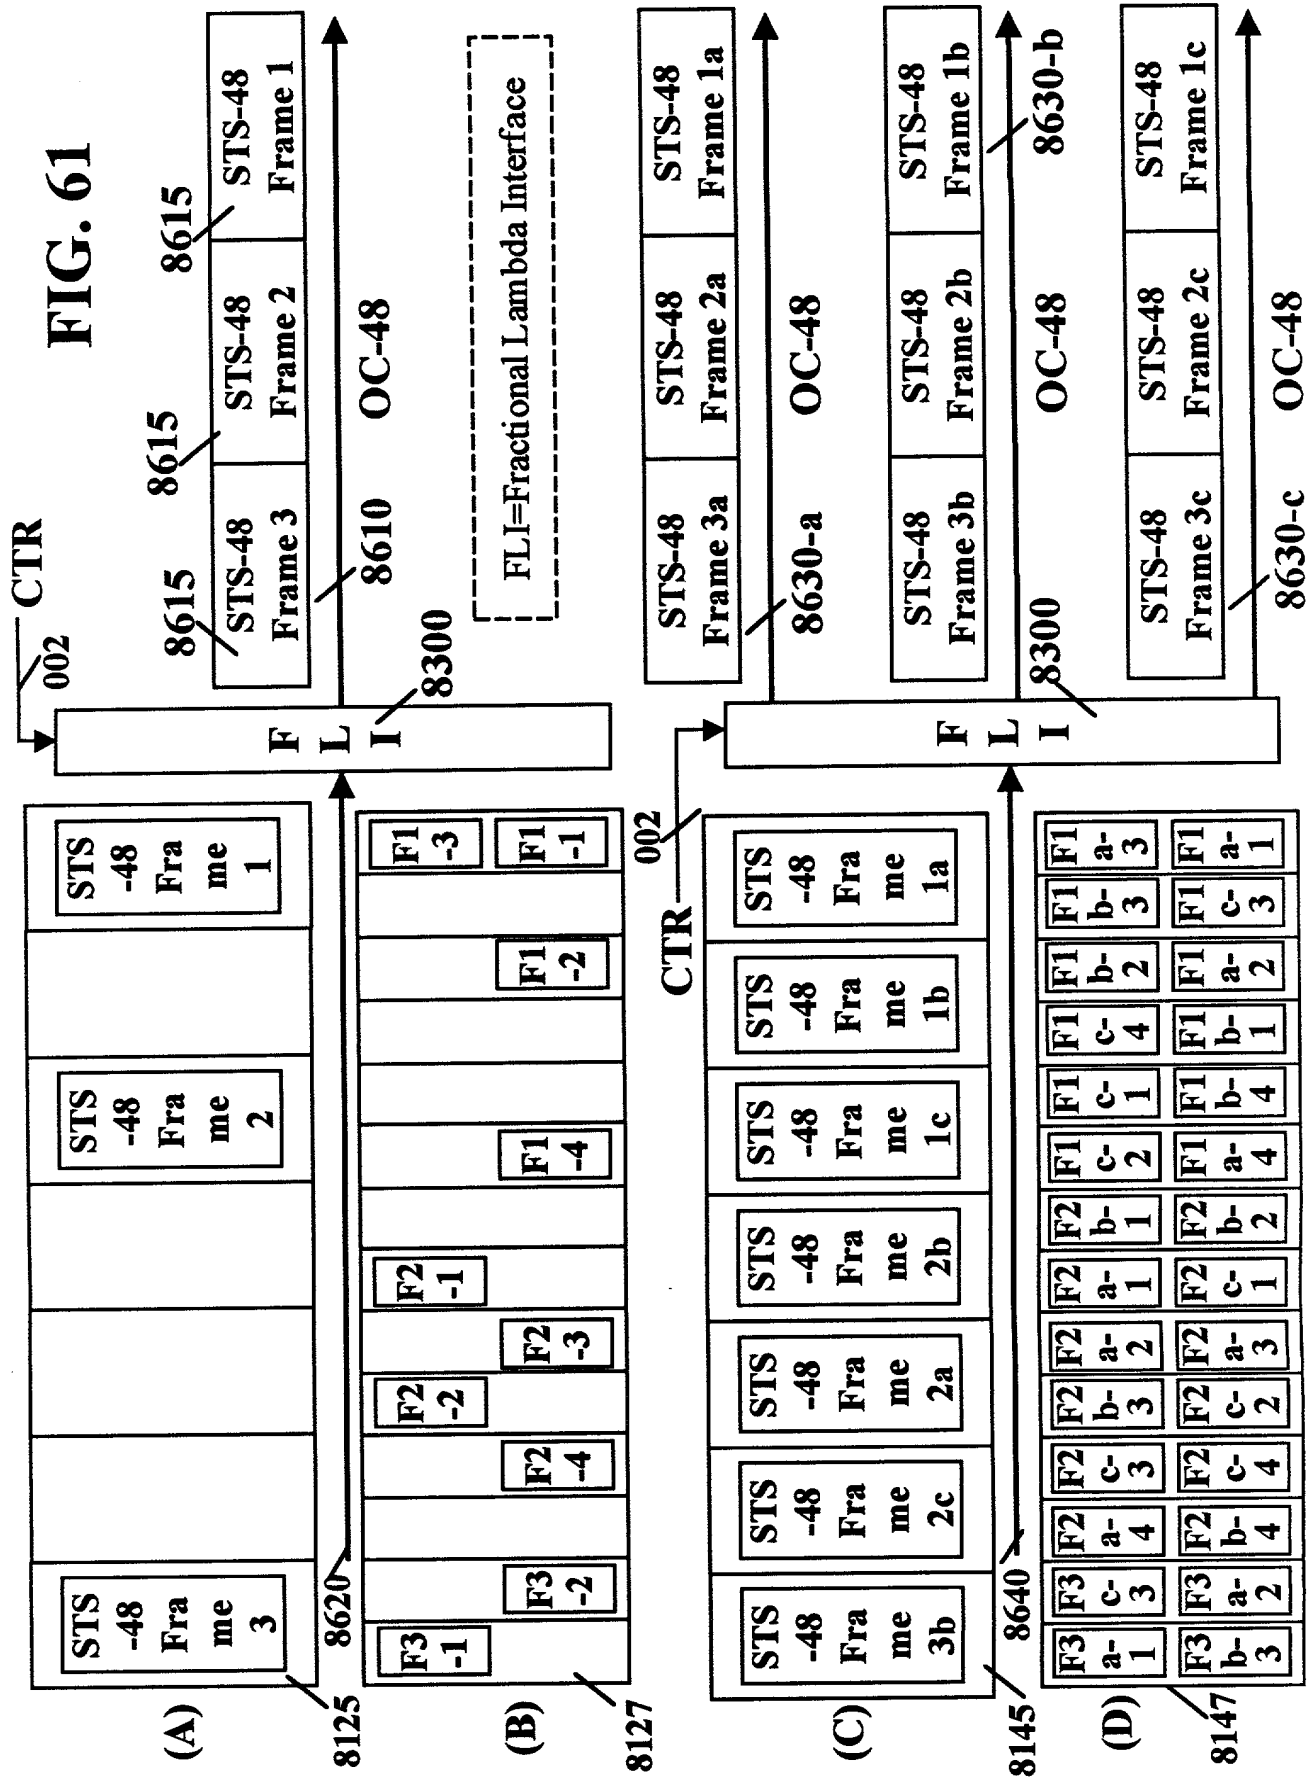 FIG. 61
CTR
002
8615
8615
8615
STS-48
Frame 3
STS-48
Frame 2
STS-48
Frame 1
8610
OC-48
F
L
I
8300
FLI=Fractional Lambda Interface
(A)
8125
STS
-48
Fra
me
3
STS
-48
Fra
me
2
STS
-48
Fra
me
1
8620
(B)
8127
F3
-1
F3
-2
F2
-4
F2
-2
F2
-3
F2
-1
F1
-4
F1
-2
F1
-3
F1
-1
STS-48
Frame 3a
STS-48
Frame 2a
STS-48
Frame 1a
8630-a
OC-48
STS-48
Frame 3b
STS-48
Frame 2b
STS-48
Frame 1b
OC-48
8630-b
STS-48
Frame 3c
STS-48
Frame 2c
STS-48
Frame 1c
8630-c
OC-48
CTR
002
F
L
I
8300
(C)
8145
STS
-48
Fra
me
3b
STS
-48
Fra
me
2c
STS
-48
Fra
me
2a
STS
-48
Fra
me
2b
STS
-48
Fra
me
1c
STS
-48
Fra
me
1b
STS
-48
Fra
me
1a
8640
(D)
8147
F3
a-
1
F3
c-
3
F2
a-
4
F2
c-
3
F2
b-
3
F2
a-
2
F2
a-
1
F2
b-
1
F1
c-
2
F1
c-
1
F1
c-
4
F1
b-
2
F1
b-
3
F1
a-
3
F3
b-
3
F3
a-
2
F2
b-
4
F2
c-
4
F2
c-
2
F2
a-
3
F2
c-
1
F2
b-
2
F1
a-
4
F1
b-
4
F1
b-
1
F1
a-
2
F1
c-
3
F1
a-
1